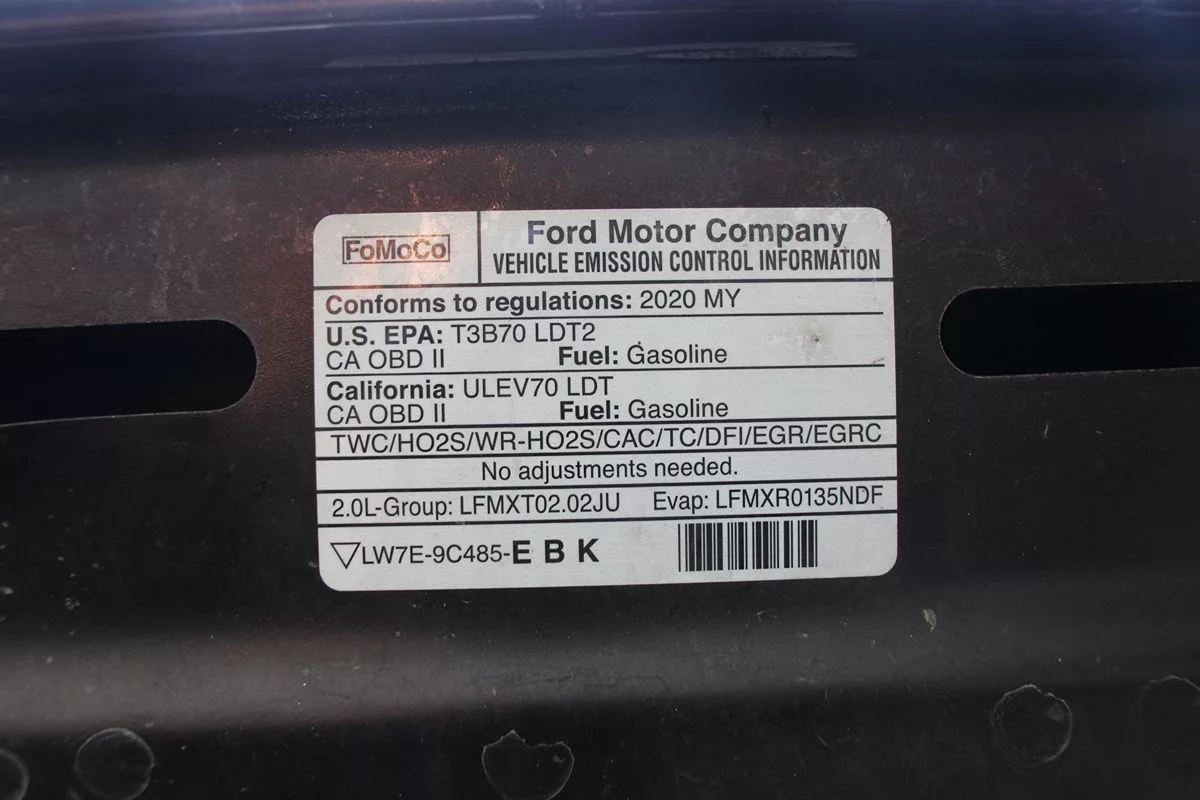 FoMoCo
Ford Motor Company
VEHICLE EMISSION CONTROL INFORMATION
Conforms to regulations: 2020 MY
U.S. EPA: T3B70 LDT2
CA OBD II Fuel: Gasoline
California: ULEV70 LDT
CA OBD II Fuel: Gasoline
TWC/HO2S/WR-HO2S/CAC/TC/DFI/EGR/EGRC
No adjustments needed.
2.0L-Group: LFMXT02.02JU Evap: LFMXR0135NDF
LW7E-9C485-E B K